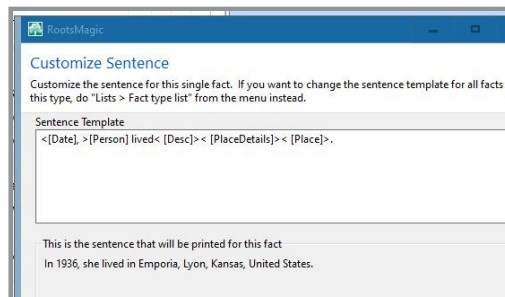 RootsMagic
Customize Sentence
Customize the sentence for this single fact. If you want to change the sentence template for all facts
this type, do "Lists > Fact type list" from the menu instead.
Sentence Template
<[Date], >[Person] lived< [Desc]>< [PlaceDetails]>< [Place]>.
This is the sentence that will be printed for this fact
In 1936, she lived in Emporia, Lyon, Kansas, United States.